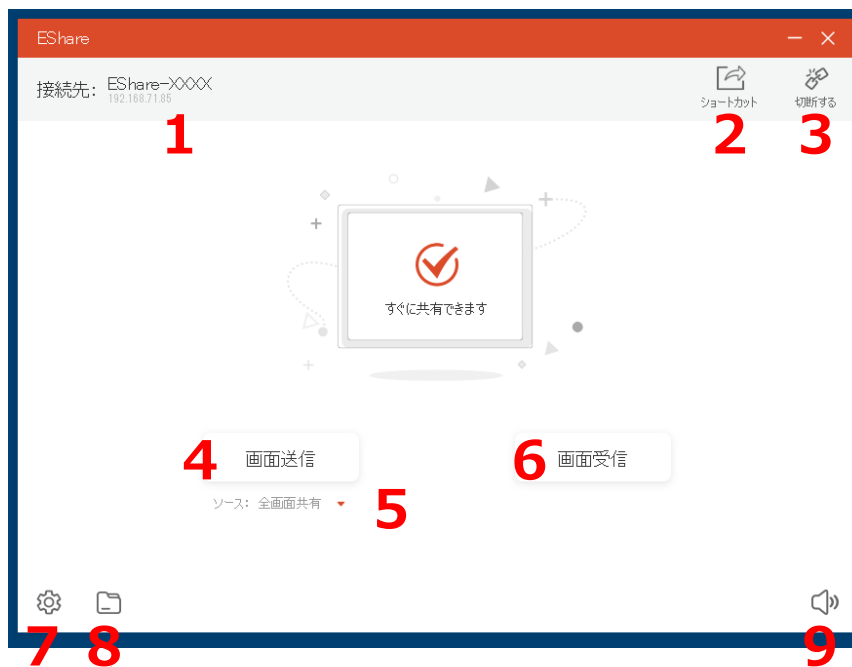 EShare
接続先: EShare-XXXX
192.168.71.85
ショートカット
切断する
1
2
3
すぐに共有できます
4
画面送信
6
画面受信
ソース: 全画面共有
5
7
8
9